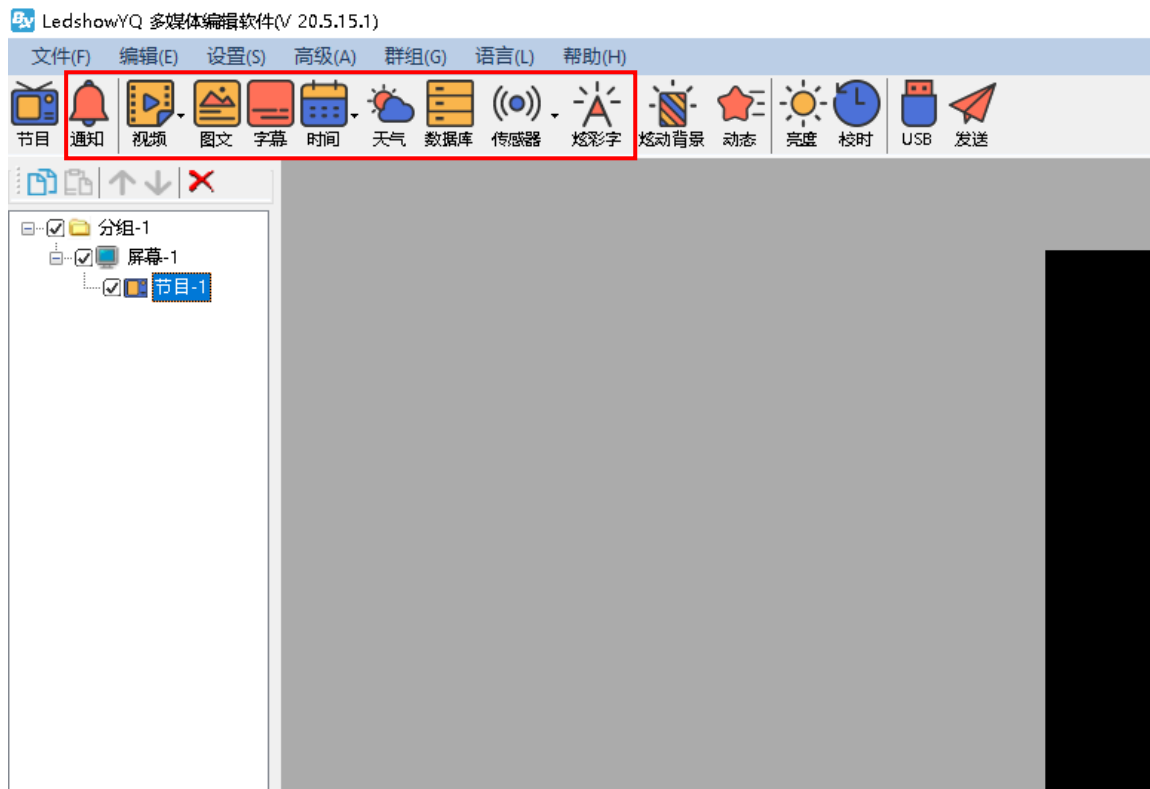 BX LedshowYQ 多媒体编辑软件(V 20.5.15.1)
文件(F) 编辑(E) 设置(S) 高级(A) 群组(G) 语言(L) 帮助(H)
节目 通知 视频 图文 字幕 时间 天气 数据库 传感器 炫彩字 炫动背景 动态 亮度 校时 USB 发送
分组-1
屏幕-1
节目-1